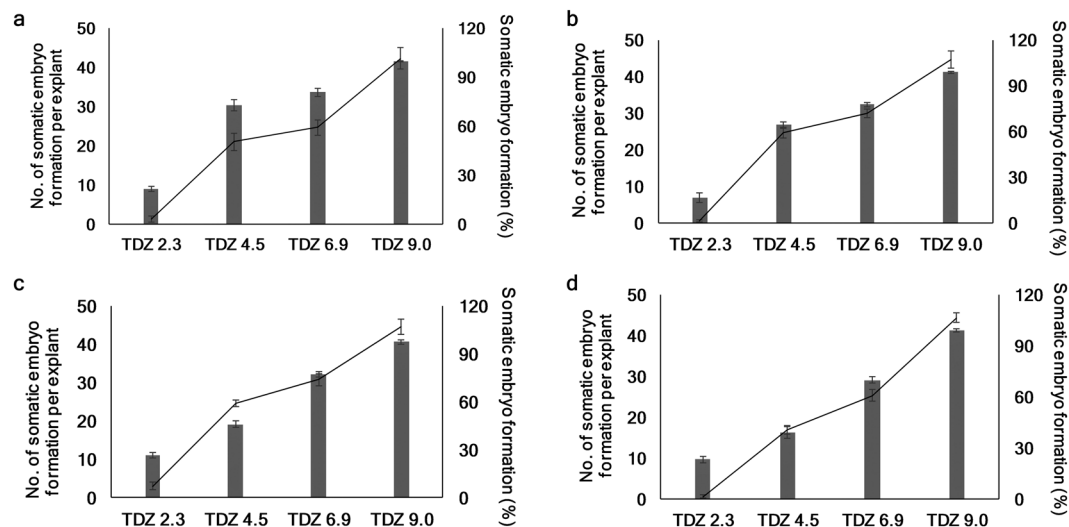 a
No. of somatic embryo
formation per explant
50
40
30
20
10
0
120
90
60
30
0
Somatic embryo formation (%)
TDZ 2.3 TDZ 4.5 TDZ 6.9 TDZ 9.0
b
No. of somatic embryo
formation per explant
50
40
30
20
10
0
120
90
60
30
0
Somatic embryo formation (%)
TDZ 2.3 TDZ 4.5 TDZ 6.9 TDZ 9.0
c
No. of somatic embryo
formation per explant
50
40
30
20
10
0
120
90
60
30
0
Somatic embryo formation (%)
TDZ 2.3 TDZ 4.5 TDZ 6.9 TDZ 9.0
d
No. of somatic embryo
formation per explant
50
40
30
20
10
0
120
90
60
30
0
Somatic embryo formation (%)
TDZ 2.3 TDZ 4.5 TDZ 6.9 TDZ 9.0